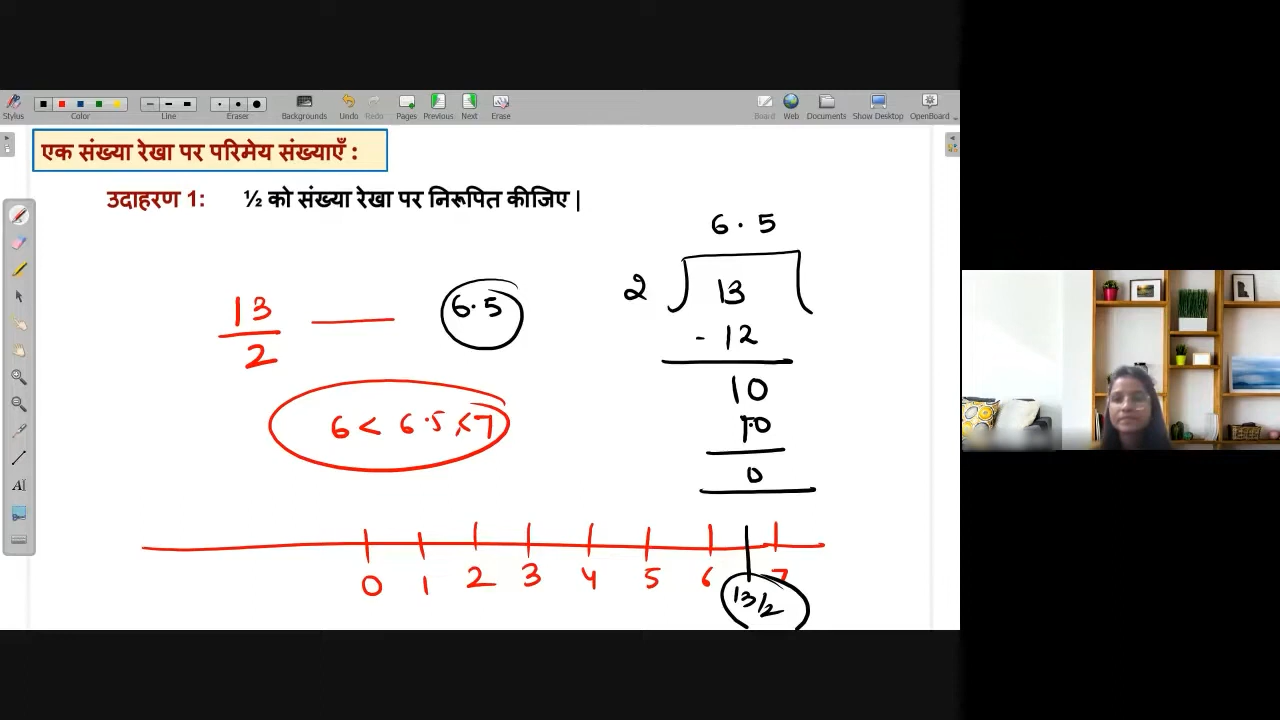 Stylus Color Line Eraser Backgrounds Undo Redo Pages Previous Next Erase Board Web Documents Show Desktop OpenBoard
एक संख्या रेखा पर परिमेय संख्याएँ :
उदाहरण 1: ½ को संख्या रेखा पर निरूपित कीजिए |
6.5
2 ) 13 (
- 12
10
10
0
13/2 — 6.5
6 < 6.5 < 7
0 1 2 3 4 5 6 7
13/2